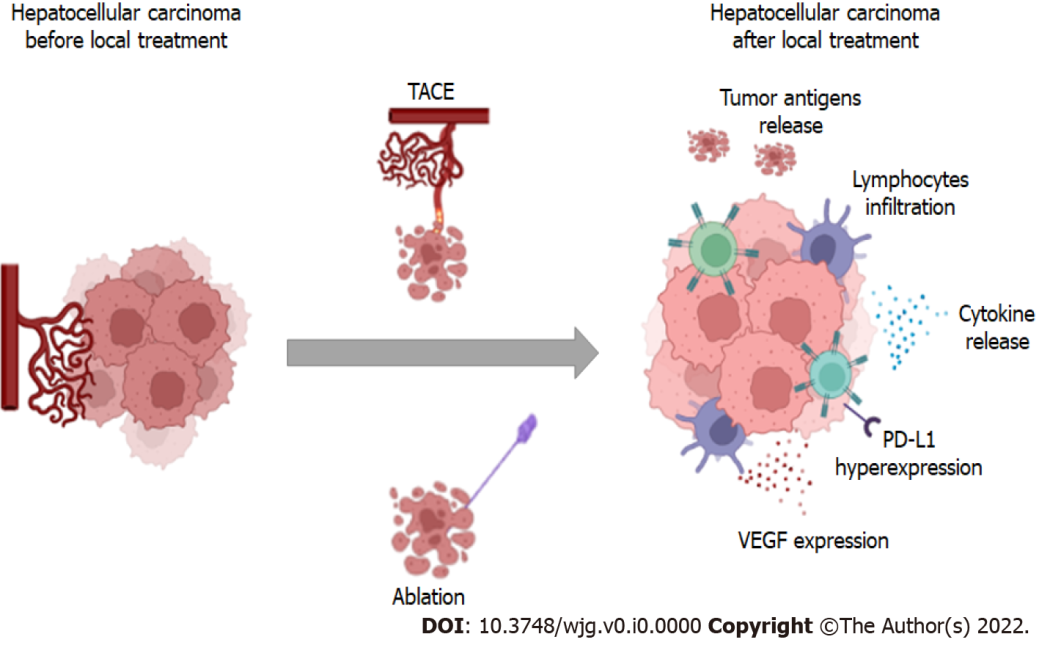 Hepatocellular carcinoma
before local treatment
Hepatocellular carcinoma
after local treatment
TACE
Tumor antigens
release
Lymphocytes
infiltration
Cytokine
release
PD-L1
hyperexpression
VEGF expression
Ablation
DOI: 10.3748/wjg.v0.i0.0000 Copyright ©The Author(s) 2022.